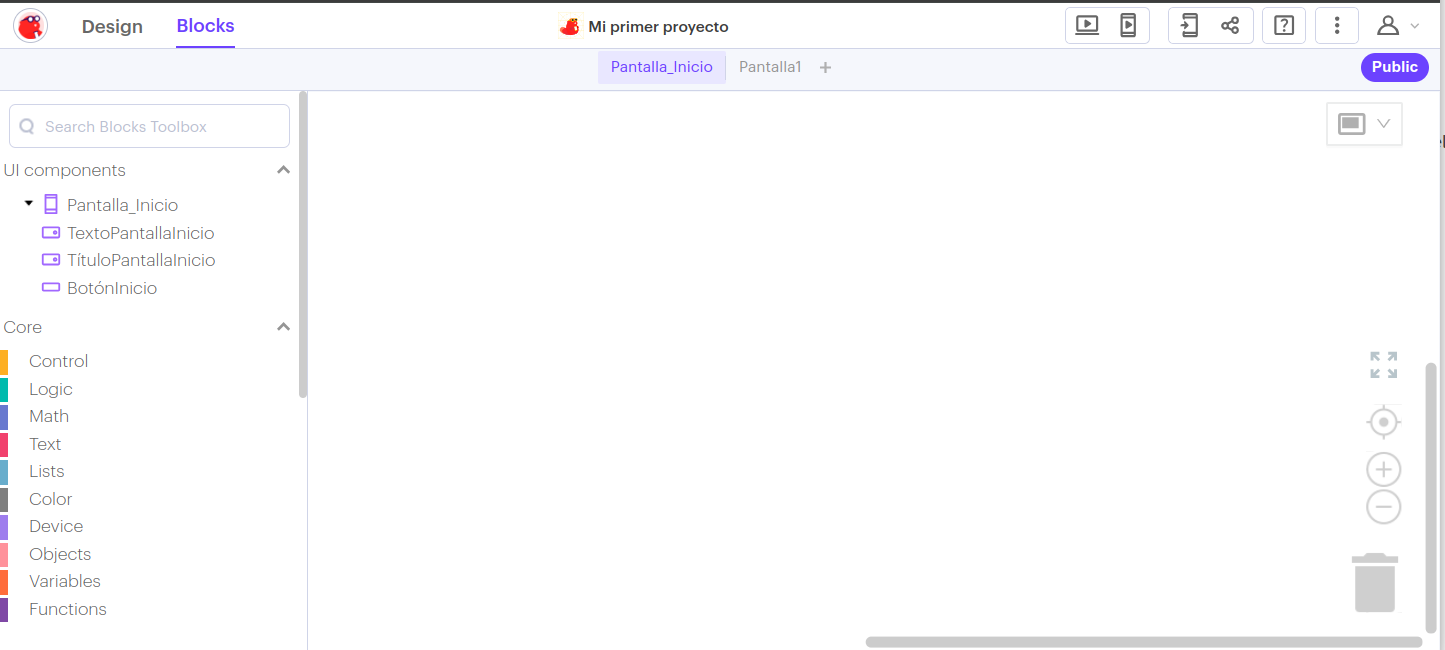 Design
Blocks
Mi primer proyecto
Pantalla_Inicio
Pantalla1
+
Public
Search Blocks Toolbox
UI components
Pantalla_Inicio
TextoPantallaInicio
TítuloPantallaInicio
BotónInicio
Core
Control
Logic
Math
Text
Lists
Color
Device
Objects
Variables
Functions